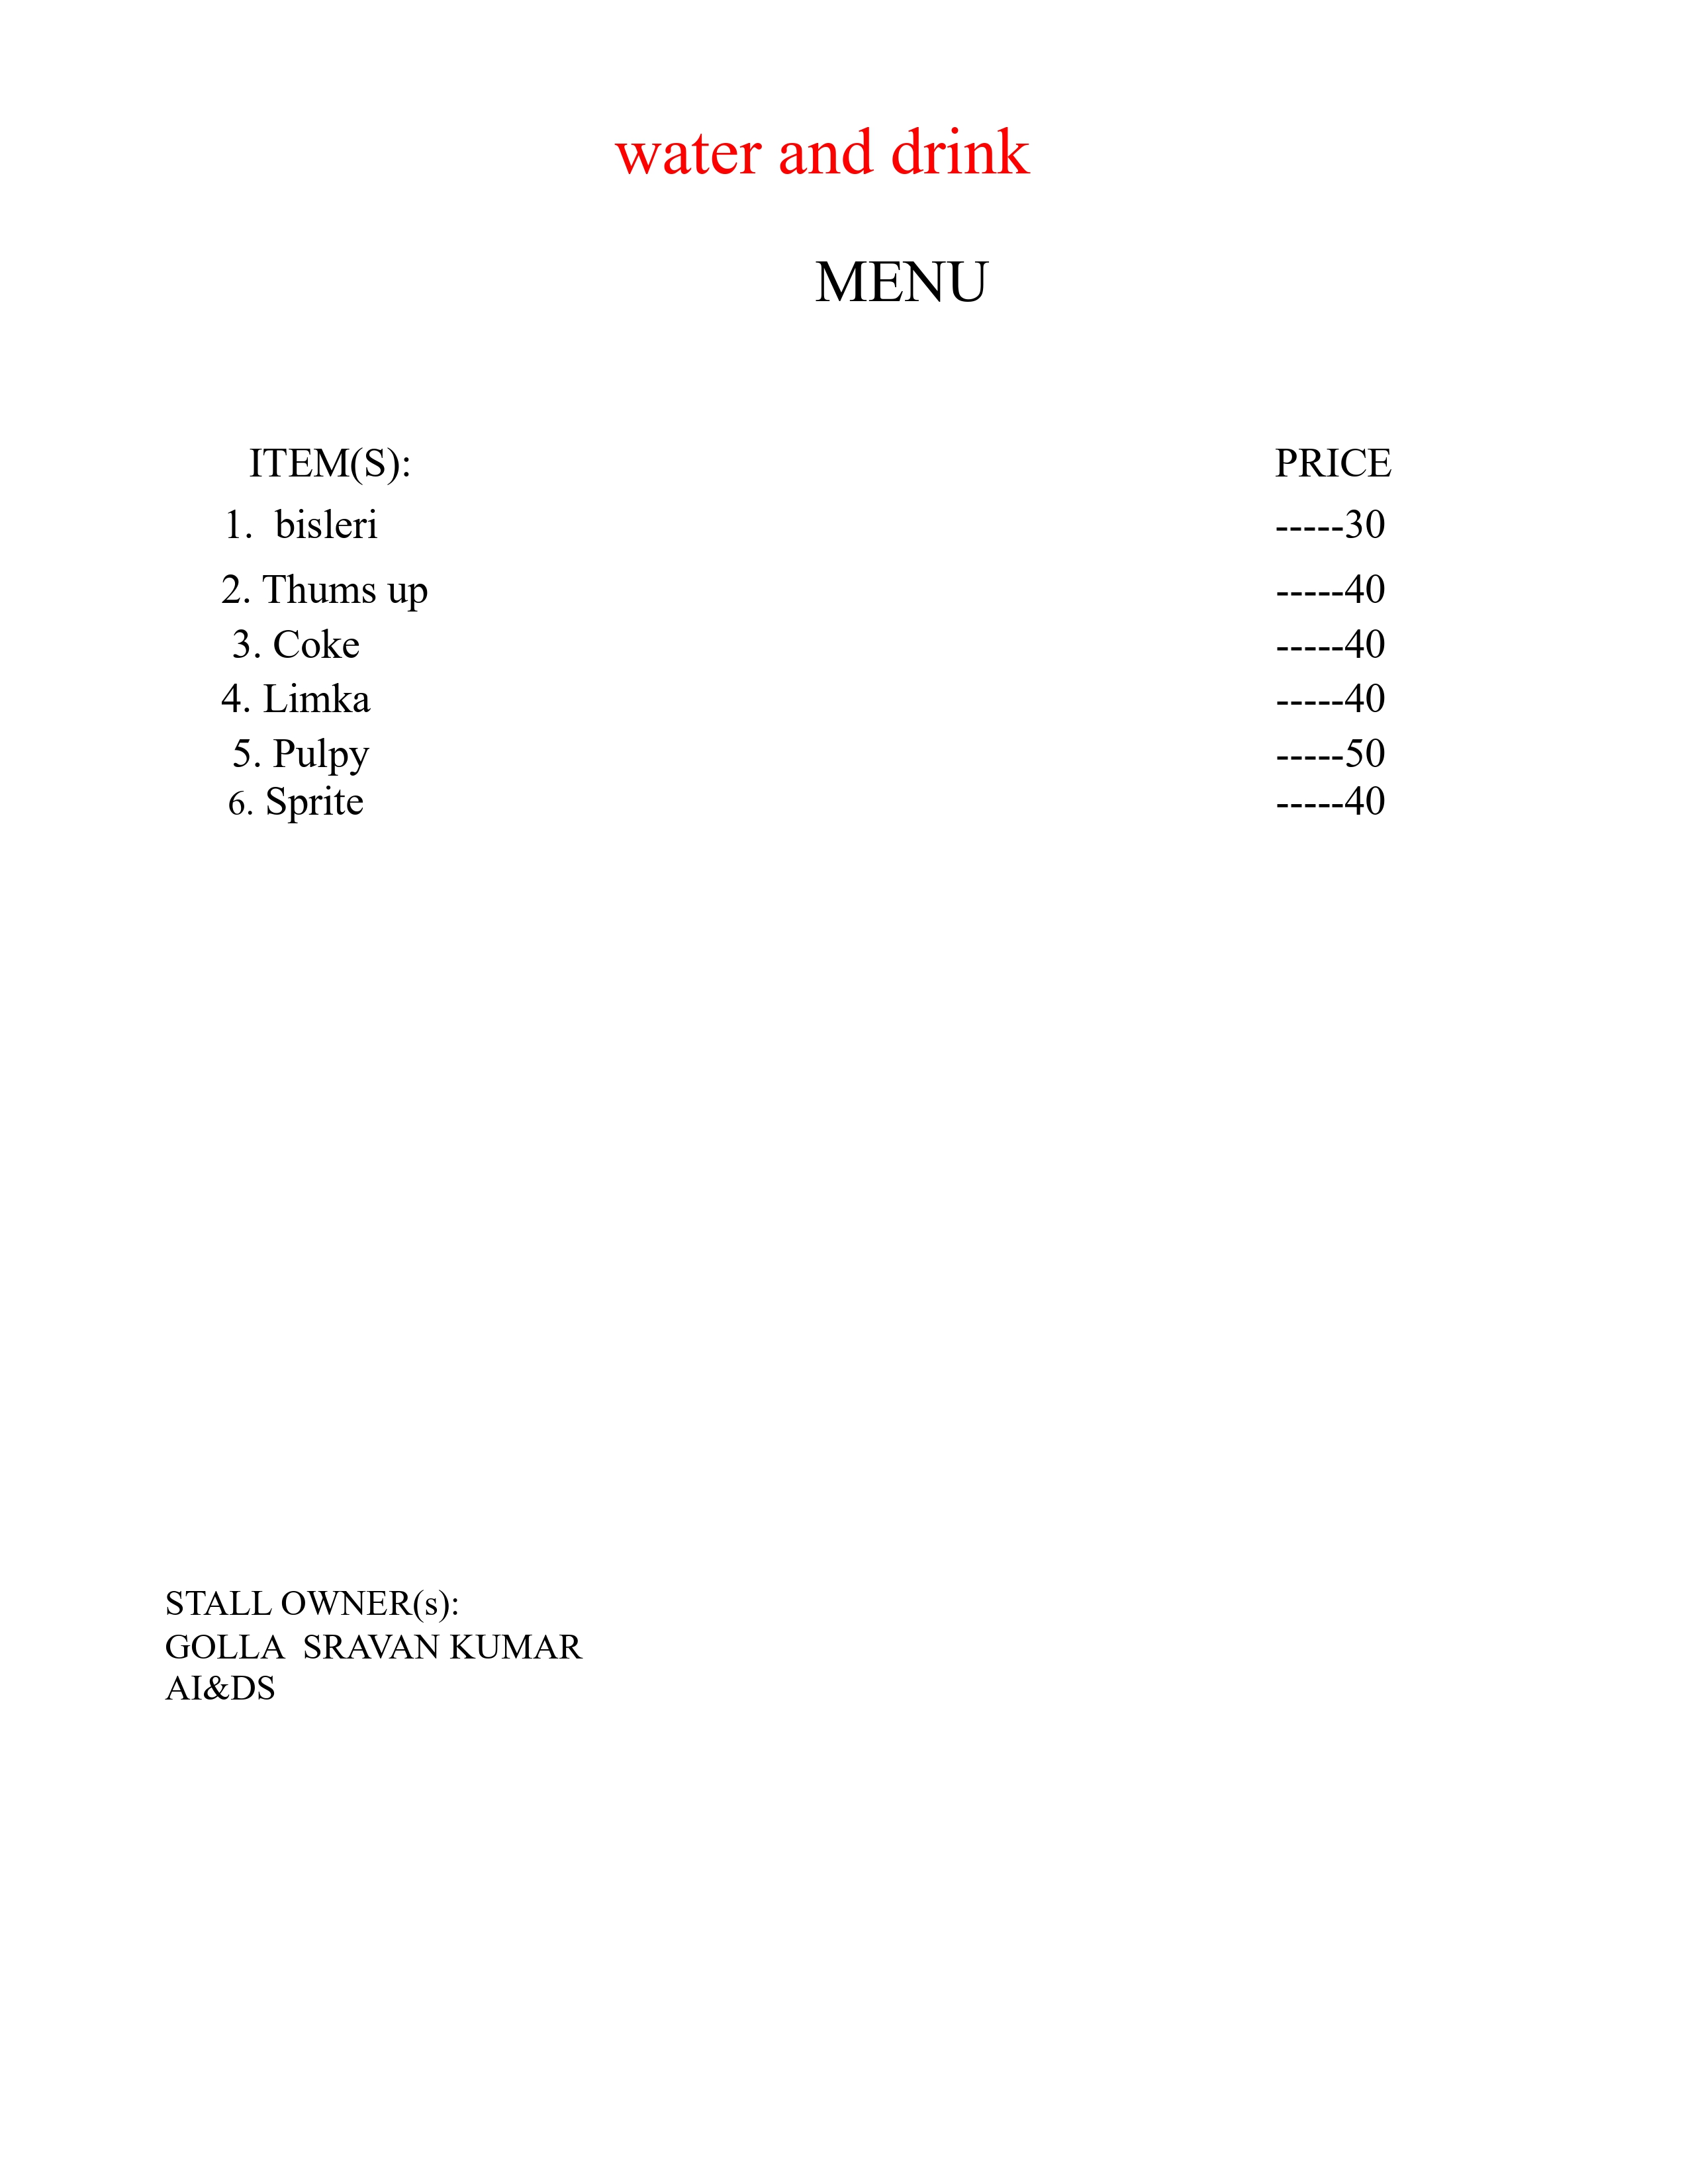 water and drink
MENU
ITEM(S): PRICE
1. bisleri -----30
2. Thums up -----40
3. Coke -----40
4. Limka -----40
5. Pulpy -----50
6. Sprite -----40
STALL OWNER(s):
GOLLA SRAVAN KUMAR
AI&DS